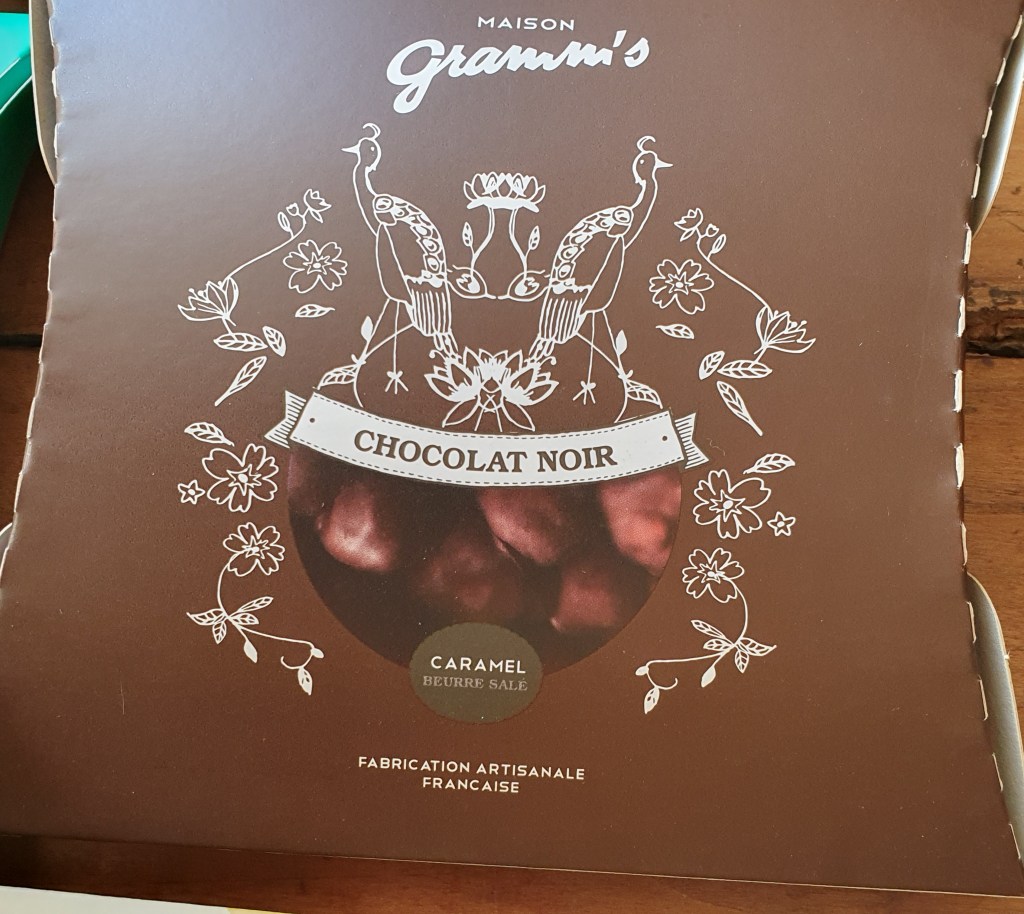 MAISON
Gramm's
CHOCOLAT NOIR
CARAMEL
BEURRE SALÉ
FABRICATION ARTISANALE
FRANCAISE